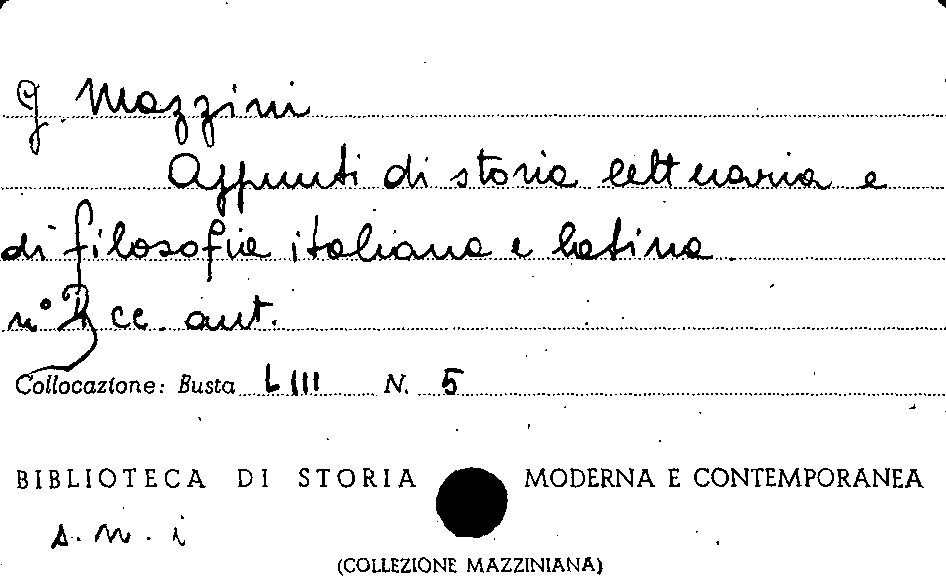 G. Mazzini
Appunti di storia letteraria e
di filosofia italiana e latina.
n° cc. aut.
Collocazione: Busta LIII N. 5
BIBLIOTECA DI STORIA MODERNA E CONTEMPORANEA
s. n. i
(COLLEZIONE MAZZINIANA)